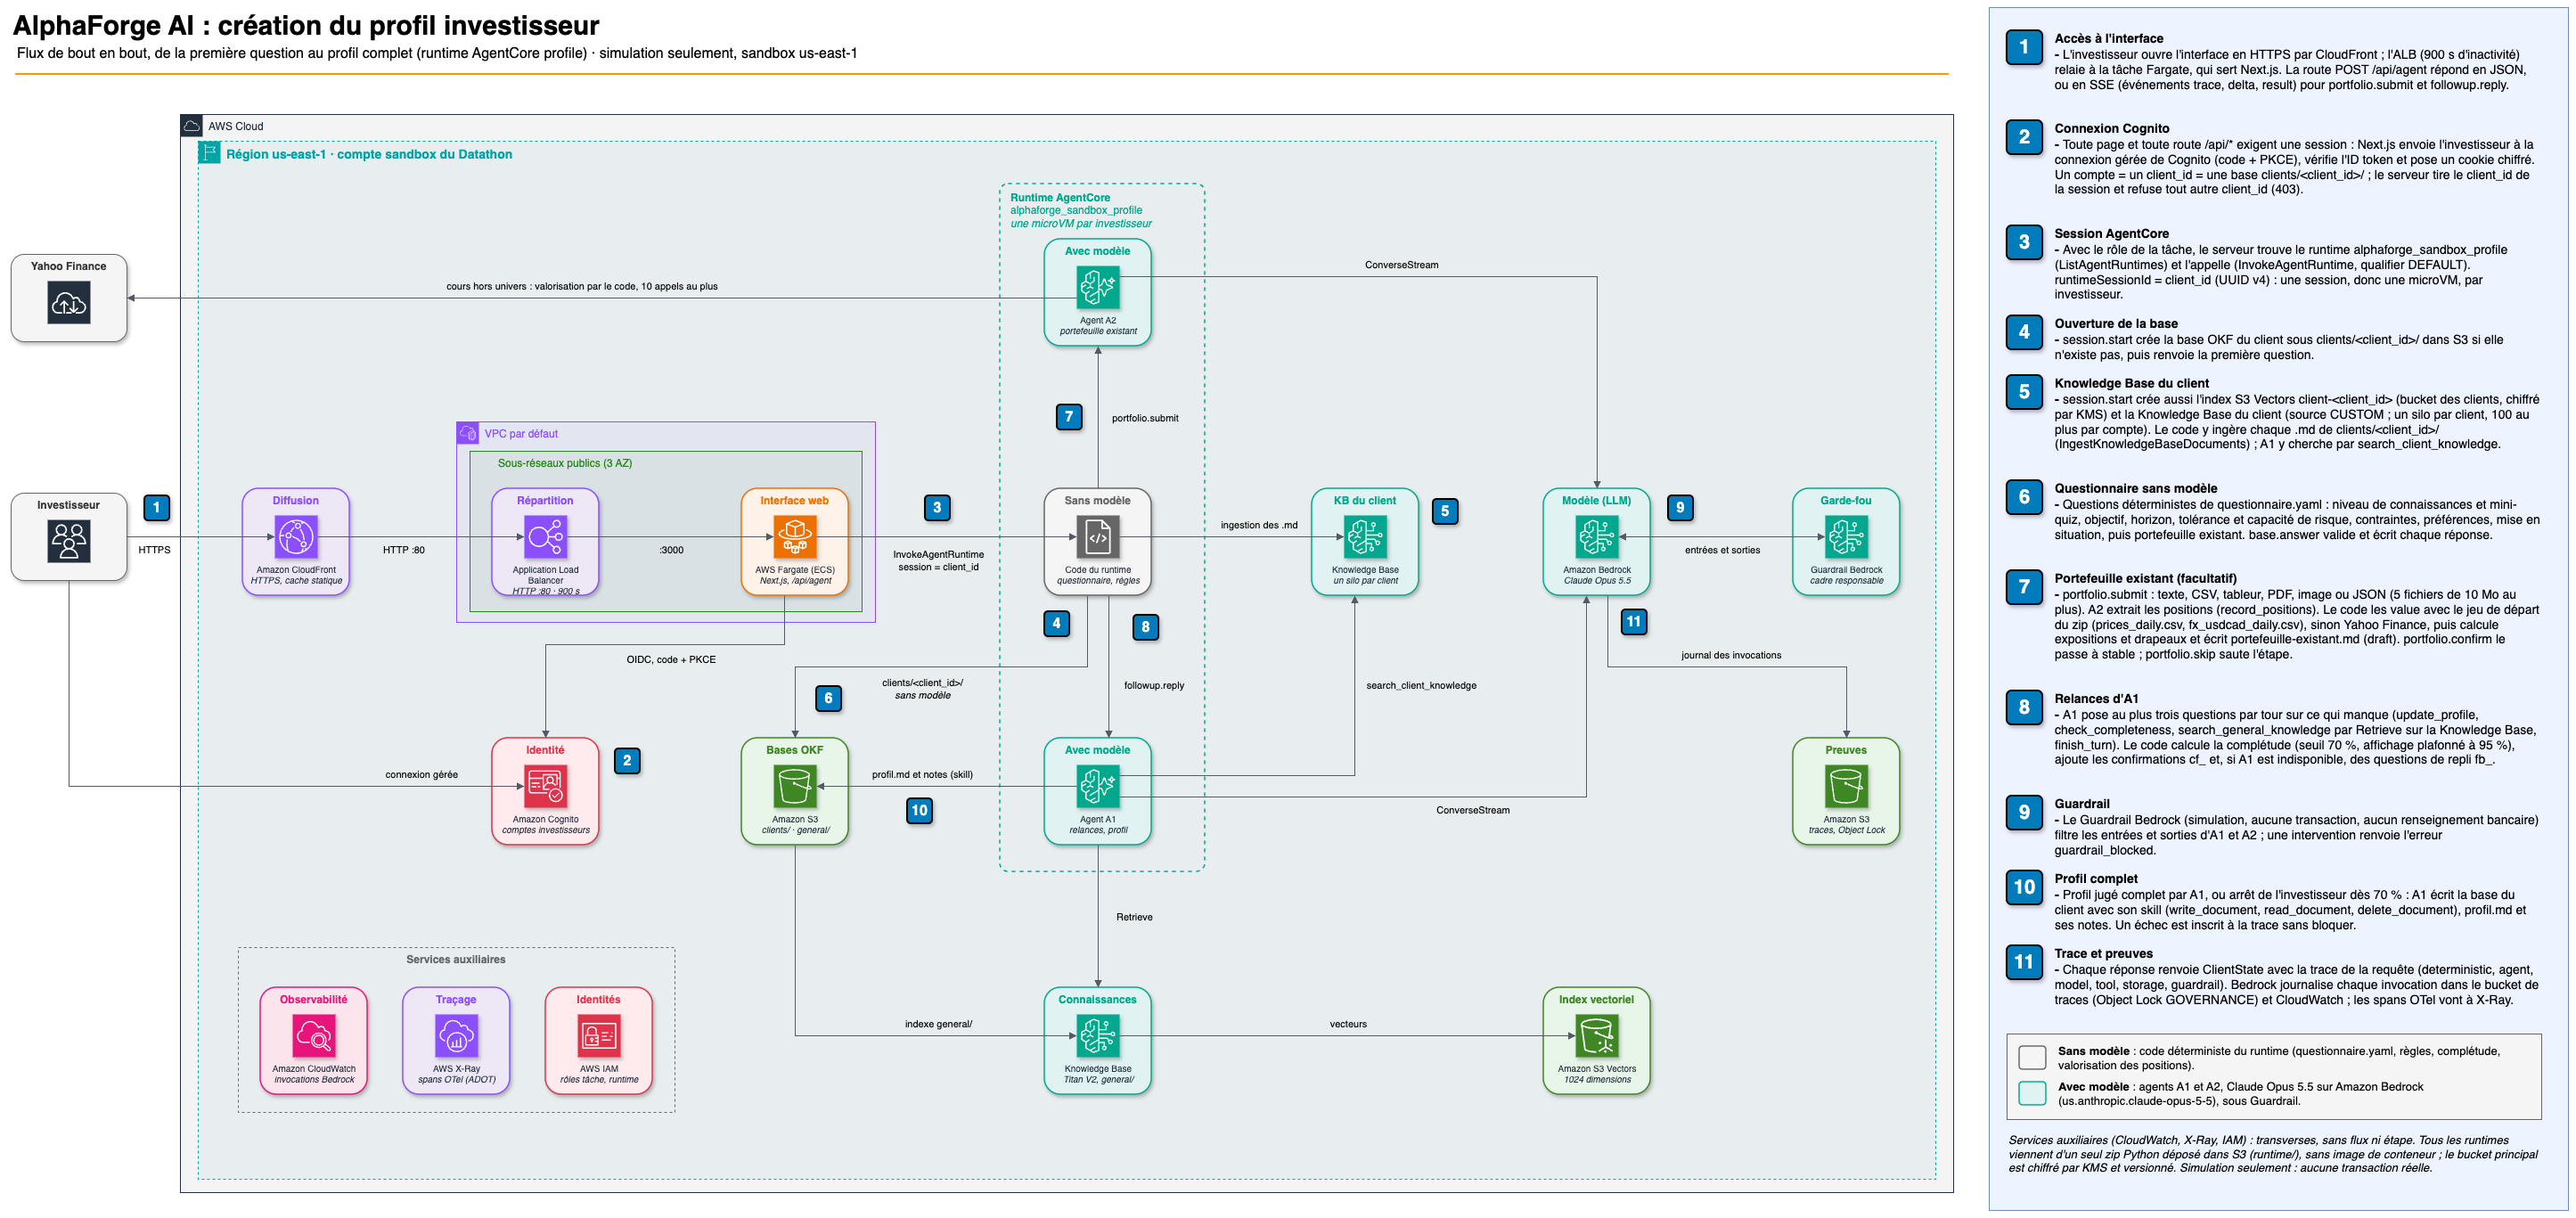 AlphaForge AI : création du profil investisseur
Flux de bout en bout, de la première question au profil complet (runtime AgentCore profile) · simulation seulement, sandbox us-east-1
AWS Cloud
Région us-east-1 · compte sandbox du Datathon
Runtime AgentCore
alphaforge_sandbox_profile
une microVM par investisseur
Avec modèle
Agent A2
portefeuille existant
Yahoo Finance
cours hors univers : valorisation par le code, 10 appels au plus
ConverseStream
7
portfolio.submit
VPC par défaut
Sous-réseaux publics (3 AZ)
Investisseur
1
HTTPS
Diffusion
Amazon CloudFront
HTTPS, cache statique
HTTP :80
Répartition
Application Load
Balancer
HTTP :80 · 900 s
:3000
Interface web
AWS Fargate (ECS)
Next.js, /api/agent
3
InvokeAgentRuntime
session = client_id
Sans modèle
Code du runtime
questionnaire, règles
ingestion des .md
KB du client
Knowledge Base
un silo par client
5
Modèle (LLM)
Amazon Bedrock
Claude Opus 5.5
9
entrées et sorties
Garde-fou
Guardrail Bedrock
cadre responsable
4
8
11
OIDC, code + PKCE
clients/<client_id>/
sans modèle
6
followup.reply
search_client_knowledge
journal des invocations
connexion gérée
Identité
Amazon Cognito
comptes investisseurs
2
Bases OKF
Amazon S3
clients/ · general/
profil.md et notes (skill)
10
Avec modèle
Agent A1
relances, profil
ConverseStream
Preuves
Amazon S3
traces, Object Lock
Retrieve
Services auxiliaires
Observabilité
Amazon CloudWatch
invocations Bedrock
Traçage
AWS X-Ray
spans OTel (ADOT)
Identités
AWS IAM
rôles tâche, runtime
indexe general/
Connaissances
Knowledge Base
Titan V2, general/
vecteurs
Index vectoriel
Amazon S3 Vectors
1024 dimensions
1
Accès à l'interface
- L'investisseur ouvre l'interface en HTTPS par CloudFront ; l'ALB (900 s d'inactivité)
relaie à la tâche Fargate, qui sert Next.js. La route POST /api/agent répond en JSON,
ou en SSE (événements trace, delta, result) pour portfolio.submit et followup.reply.
2
Connexion Cognito
- Toute page et toute route /api/* exigent une session : Next.js envoie l'investisseur à la
connexion gérée de Cognito (code + PKCE), vérifie l'ID token et pose un cookie chiffré.
Un compte = un client_id = une base clients/<client_id>/ ; le serveur tire le client_id de
la session et refuse tout autre client_id (403).
3
Session AgentCore
- Avec le rôle de la tâche, le serveur trouve le runtime alphaforge_sandbox_profile
(ListAgentRuntimes) et l'appelle (InvokeAgentRuntime, qualifier DEFAULT).
runtimeSessionId = client_id (UUID v4) : une session, donc une microVM, par
investisseur.
4
Ouverture de la base
- session.start crée la base OKF du client sous clients/<client_id>/ dans S3 si elle
n'existe pas, puis renvoie la première question.
5
Knowledge Base du client
- session.start crée aussi l'index S3 Vectors client-<client_id> (bucket des clients, chiffré
par KMS) et la Knowledge Base du client (source CUSTOM ; un silo par client, 100 au
plus par compte). Le code y ingère chaque .md de clients/<client_id>/
(IngestKnowledgeBaseDocuments) ; A1 y cherche par search_client_knowledge.
6
Questionnaire sans modèle
- Questions déterministes de questionnaire.yaml : niveau de connaissances et mini-
quiz, objectif, horizon, tolérance et capacité de risque, contraintes, préférences, mise en
situation, puis portefeuille existant. base.answer valide et écrit chaque réponse.
7
Portefeuille existant (facultatif)
- portfolio.submit : texte, CSV, tableur, PDF, image ou JSON (5 fichiers de 10 Mo au
plus). A2 extrait les positions (record_positions). Le code les value avec le jeu de départ
du zip (prices_daily.csv, fx_usdcad_daily.csv), sinon Yahoo Finance, puis calcule
expositions et drapeaux et écrit portefeuille-existant.md (draft). portfolio.confirm le
passe à stable ; portfolio.skip saute l'étape.
8
Relances d'A1
- A1 pose au plus trois questions par tour sur ce qui manque (update_profile,
check_completeness, search_general_knowledge par Retrieve sur la Knowledge Base,
finish_turn). Le code calcule la complétude (seuil 70 %, affichage plafonné à 95 %),
ajoute les confirmations cf_ et, si A1 est indisponible, des questions de repli fb_.
9
Guardrail
- Le Guardrail Bedrock (simulation, aucune transaction, aucun renseignement bancaire)
filtre les entrées et sorties d'A1 et A2 ; une intervention renvoie l'erreur
guardrail_blocked.
10
Profil complet
- Profil jugé complet par A1, ou arrêt de l'investisseur dès 70 % : A1 écrit la base du
client avec son skill (write_document, read_document, delete_document), profil.md et
ses notes. Un échec est inscrit à la trace sans bloquer.
11
Trace et preuves
- Chaque réponse renvoie ClientState avec la trace de la requête (deterministic, agent,
model, tool, storage, guardrail). Bedrock journalise chaque invocation dans le bucket de
traces (Object Lock GOVERNANCE) et CloudWatch ; les spans OTel vont à X-Ray.
Sans modèle : code déterministe du runtime (questionnaire.yaml, règles, complétude,
valorisation des positions).
Avec modèle : agents A1 et A2, Claude Opus 5.5 sur Amazon Bedrock
(us.anthropic.claude-opus-5-5), sous Guardrail.
Services auxiliaires (CloudWatch, X-Ray, IAM) : transverses, sans flux ni étape. Tous les runtimes
viennent d'un seul zip Python déposé dans S3 (runtime/), sans image de conteneur ; le bucket principal
est chiffré par KMS et versionné. Simulation seulement : aucune transaction réelle.